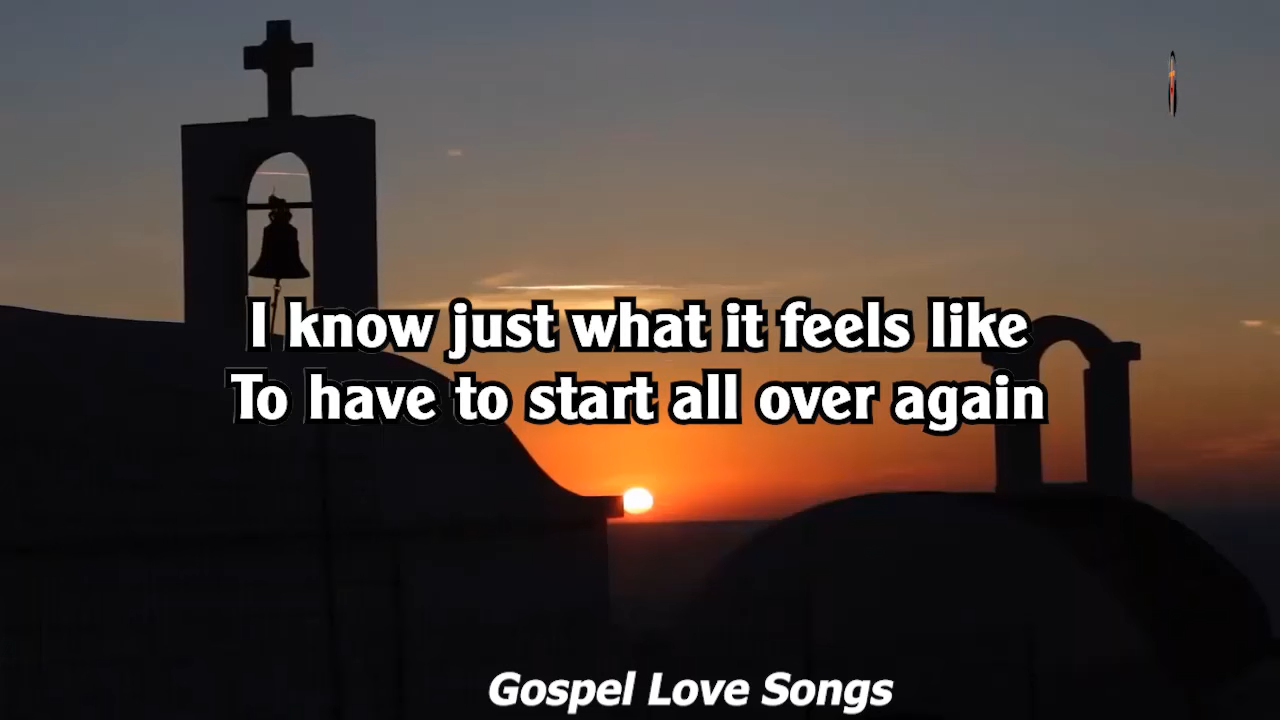 I know just what it feels like
To have to start all over again
Gospel Love Songs